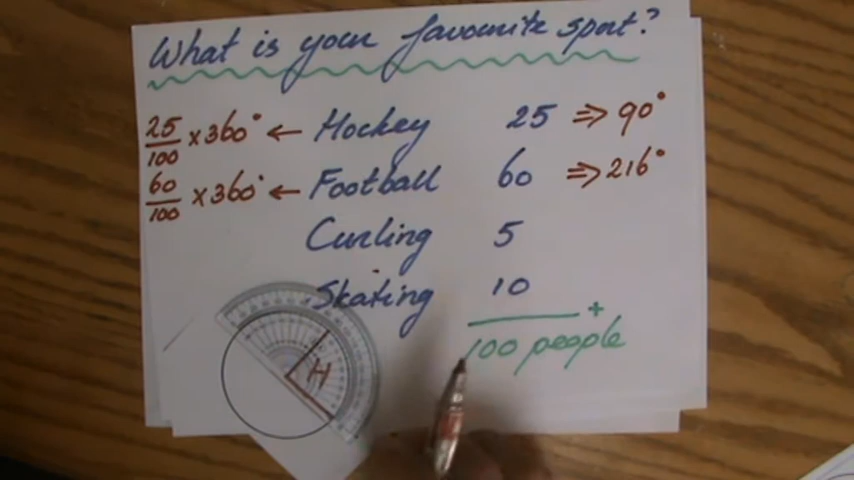 What is your favourite sport?
25/100 x 360° ← Hockey 25 ⇒ 90°
60/100 x 360° ← Football 60 ⇒ 216°
Curling 5
Skating 10
+
100 people
H